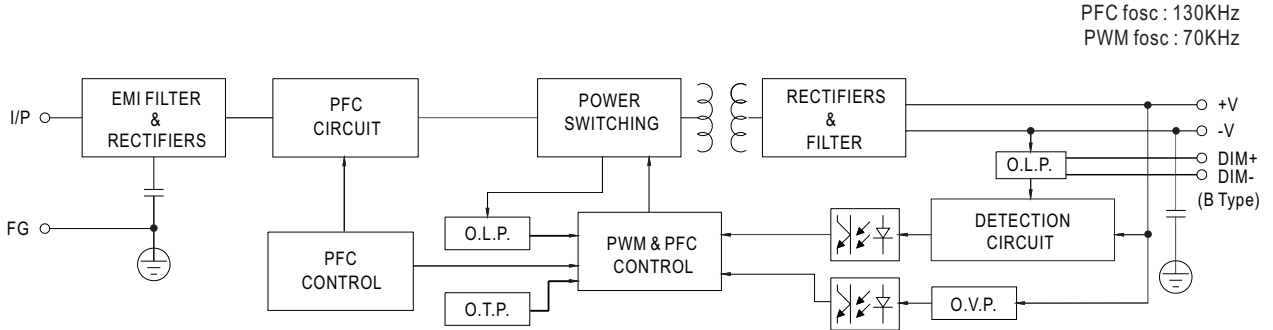 PFC fosc : 130KHz
PWM fosc : 70KHz
I/P
EMI FILTER
&
RECTIFIERS
PFC
CIRCUIT
POWER
SWITCHING
RECTIFIERS
&
FILTER
+V
-V
O.L.P.
DIM+
DIM-
(B Type)
FG
PFC
CONTROL
O.L.P.
O.T.P.
PWM & PFC
CONTROL
DETECTION
CIRCUIT
O.V.P.